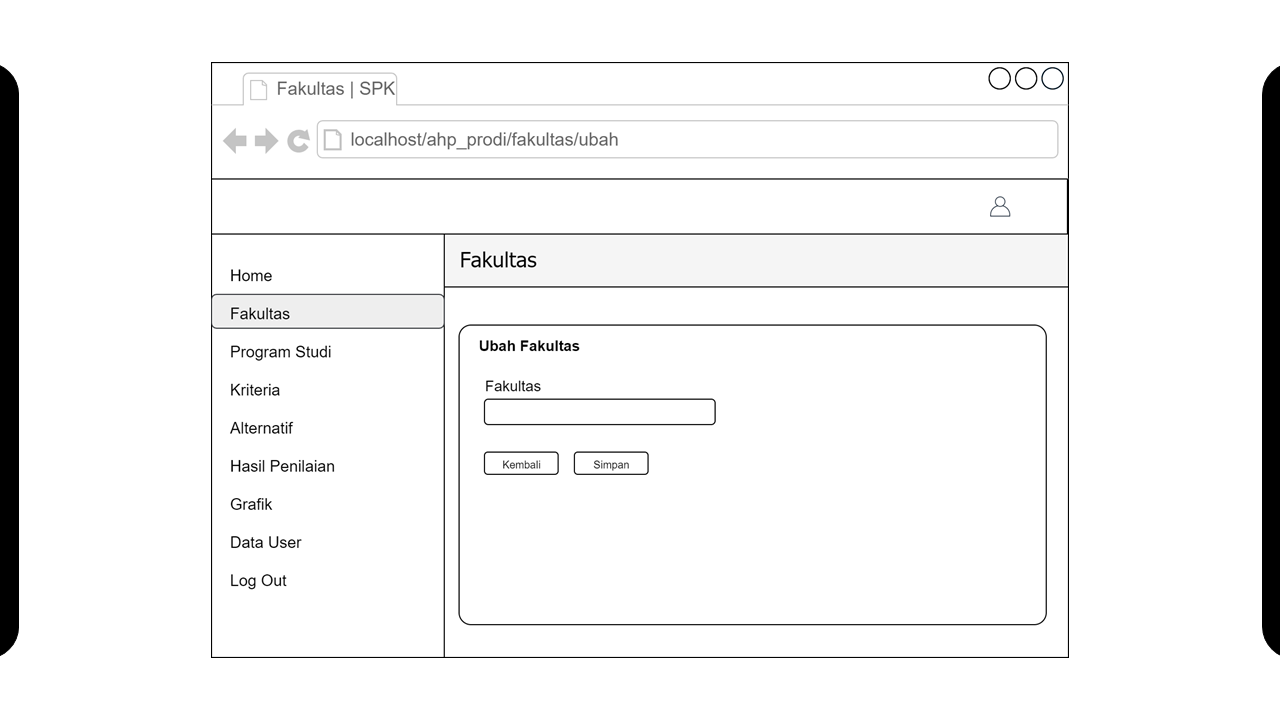 Fakultas | SPK
localhost/ahp_prodi/fakultas/ubah
Fakultas
Home
Fakultas
Program Studi
Kriteria
Alternatif
Hasil Penilaian
Grafik
Data User
Log Out
Ubah Fakultas
Fakultas
Kembali
Simpan